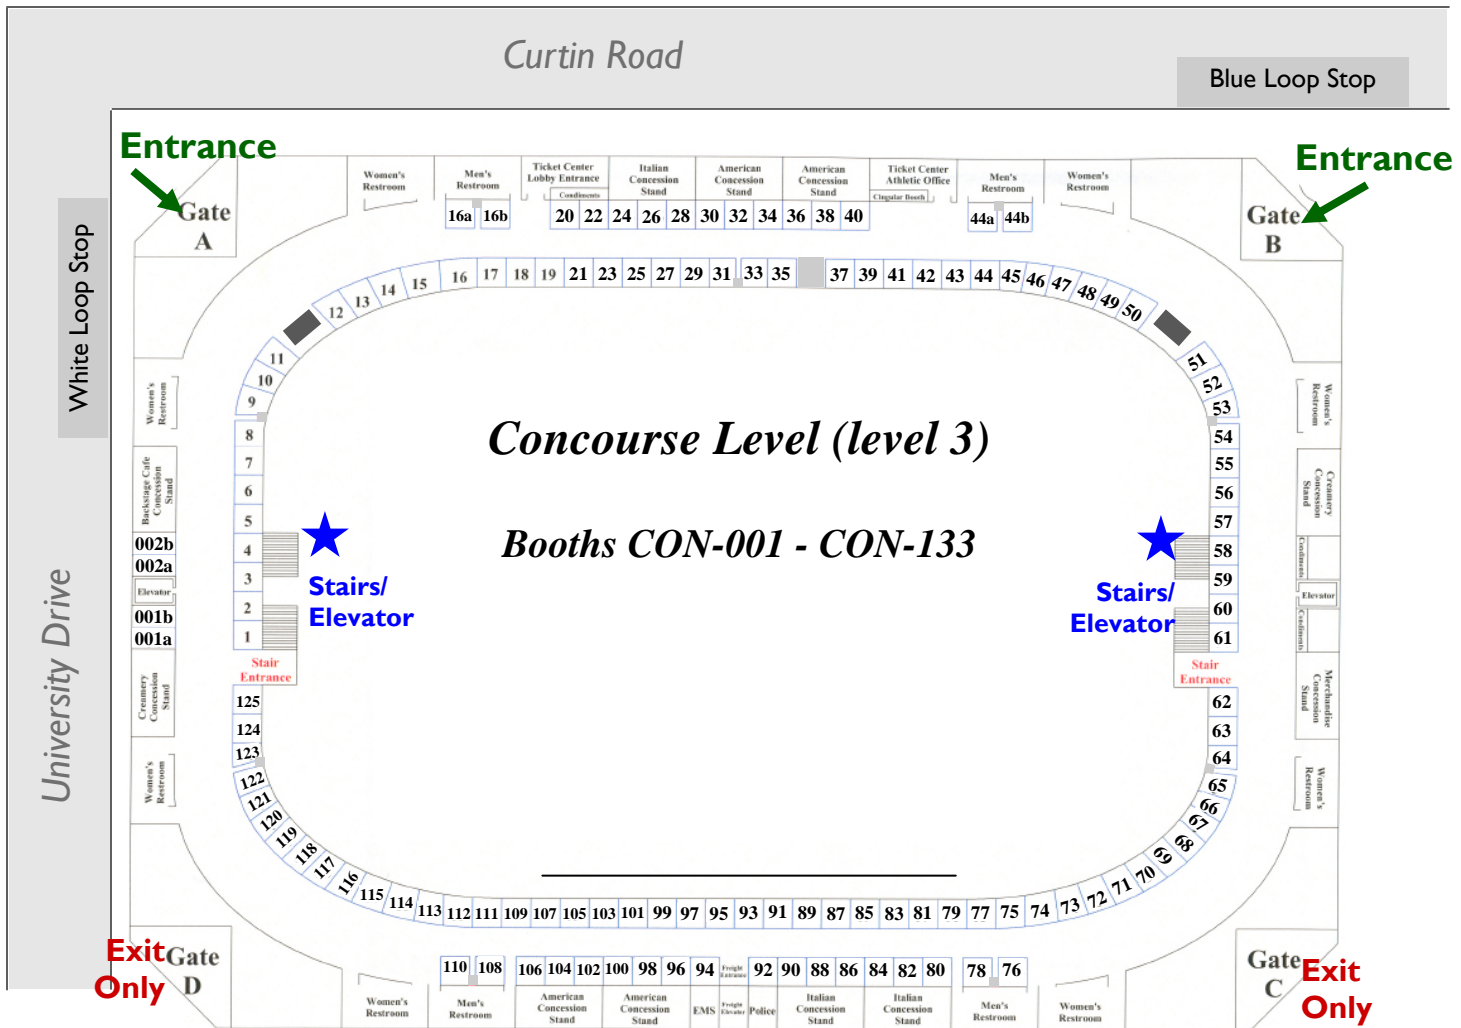 Curtin Road
Blue Loop Stop
Entrance
Entrance
Gate
A
Women's
Restroom
Men's
Restroom
Ticket Center
Lobby Entrance
Condiments
Italian
Concession
Stand
American
Concession
Stand
American
Concession
Stand
Ticket Center
Athletic Office
Cingular Booth
Men's
Restroom
Women's
Restroom
Gate
B
16a 16b
20 22 24 26 28 30 32 34 36 38 40
44a 44b
12 13 14 15 16 17 18 19 21 23 25 27 29 31 33 35 37 39 41 42 43 44 45 46 47 48 49 50
White Loop Stop
University Drive
11
10
9
8
7
6
5
4
3
2
1
Women's
Restroom
Backstage Cafe
Concession
Stand
002b
002a
Elevator
001b
001a
Creamery
Concession
Stand
Women's
Restroom
Stair
Entrance
Concourse Level (level 3)
Booths CON-001 - CON-133
Stairs/
Elevator
Stairs/
Elevator
51
52
53
54
55
56
57
58
59
60
61
Stair
Entrance
62
63
64
65
66
67
68
69
70
71
72
73
74
Women's
Restroom
Creamery
Concession
Stand
Condiments
Elevator
Condiments
Merchandise
Concession
Stand
Women's
Restroom
125
124
123
122
121
120
119
118
117
116
115
114
113 112 111 109 107 105 103 101 99 97 95 93 91 89 87 85 83 81 79 77 75
110 108
106 104 102 100 98 96 94
Freight
Entrance
92 90 88 86 84 82 80
78 76
Exit
Only
Gate
D
Women's
Restroom
Men's
Restroom
American
Concession
Stand
American
Concession
Stand
EMS
Freight
Elevator
Police
Italian
Concession
Stand
Italian
Concession
Stand
Men's
Restroom
Women's
Restroom
Gate
C
Exit
Only